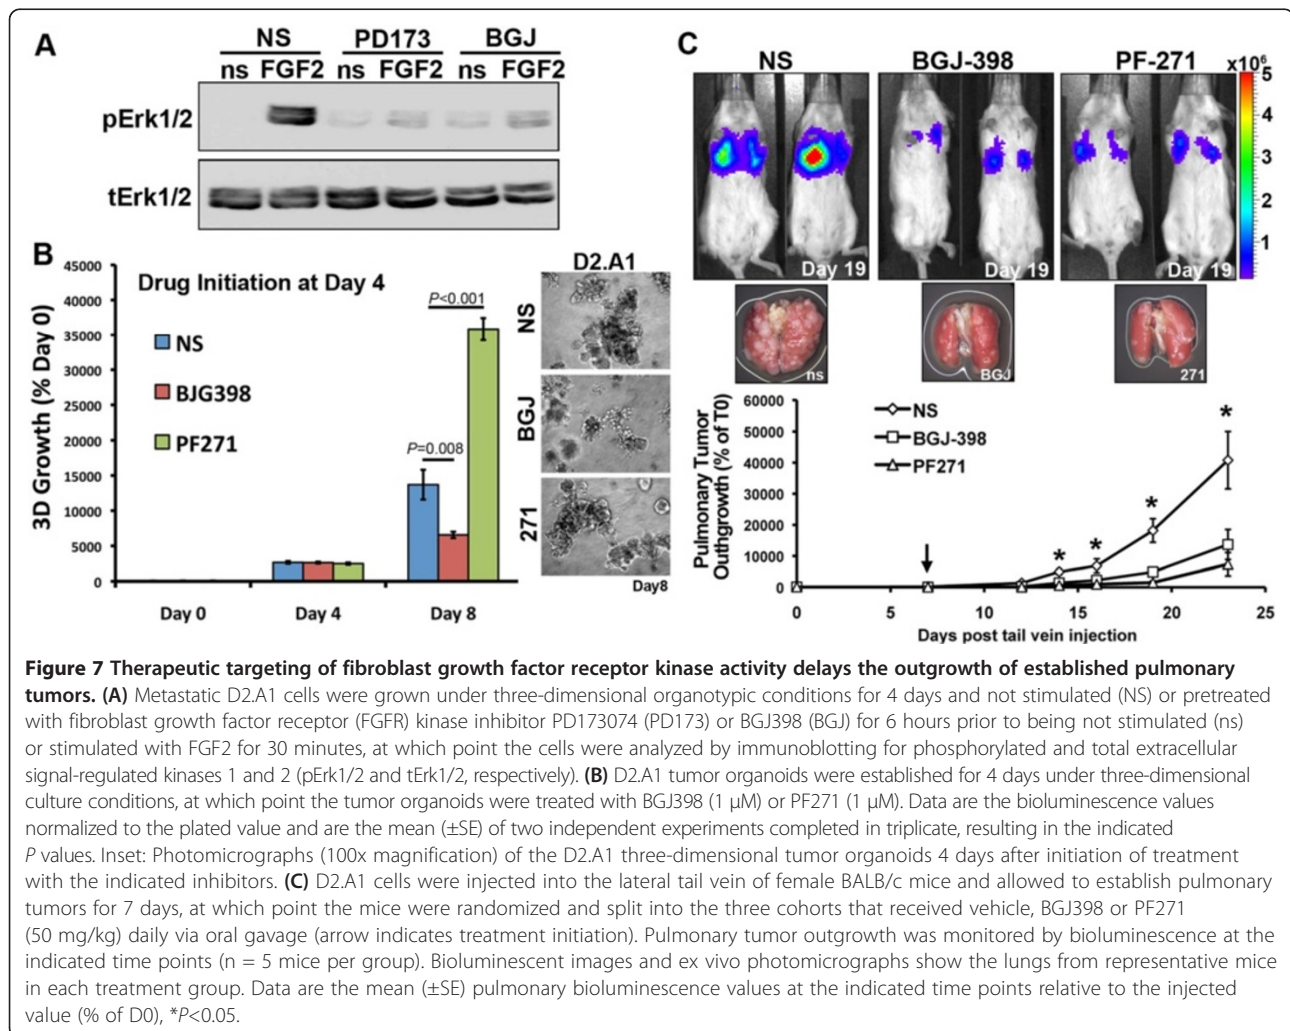 A
NS PD173 BGJ
ns FGF2 ns FGF2 ns FGF2
pErk1/2
tErk1/2
B
45000
40000
35000
30000
25000
20000
15000
10000
5000
0
3D Growth (% Day 0)
Drug Initiation at Day 4
NS
BJG398
PF271
P<0.001
P=0.008
Day 0 Day 4 Day 8
D2.A1
NS
BGJ
271
Day8
C
NS BGJ-398 PF-271 x10⁶
5
4
3
2
1
Day 19 Day 19 Day 19
ns BGJ 271
60000
50000
40000
30000
20000
10000
0
Pulmonary Tumor
Outhgrowth (% of T0)
NS
BGJ-398
PF271
* * * *
0 5 10 15 20 25
Days post tail vein injection
Figure 7 Therapeutic targeting of fibroblast growth factor receptor kinase activity delays the outgrowth of established pulmonary
tumors. (A) Metastatic D2.A1 cells were grown under three-dimensional organotypic conditions for 4 days and not stimulated (NS) or pretreated
with fibroblast growth factor receptor (FGFR) kinase inhibitor PD173074 (PD173) or BGJ398 (BGJ) for 6 hours prior to being not stimulated (ns)
or stimulated with FGF2 for 30 minutes, at which point the cells were analyzed by immunoblotting for phosphorylated and total extracellular
signal-regulated kinases 1 and 2 (pErk1/2 and tErk1/2, respectively). (B) D2.A1 tumor organoids were established for 4 days under three-dimensional
culture conditions, at which point the tumor organoids were treated with BGJ398 (1 μM) or PF271 (1 μM). Data are the bioluminescence values
normalized to the plated value and are the mean (±SE) of two independent experiments completed in triplicate, resulting in the indicated
P values. Inset: Photomicrographs (100x magnification) of the D2.A1 three-dimensional tumor organoids 4 days after initiation of treatment
with the indicated inhibitors. (C) D2.A1 cells were injected into the lateral tail vein of female BALB/c mice and allowed to establish pulmonary
tumors for 7 days, at which point the mice were randomized and split into the three cohorts that received vehicle, BGJ398 or PF271
(50 mg/kg) daily via oral gavage (arrow indicates treatment initiation). Pulmonary tumor outgrowth was monitored by bioluminescence at the
indicated time points (n = 5 mice per group). Bioluminescent images and ex vivo photomicrographs show the lungs from representative mice
in each treatment group. Data are the mean (±SE) pulmonary bioluminescence values at the indicated time points relative to the injected
value (% of D0), *P<0.05.